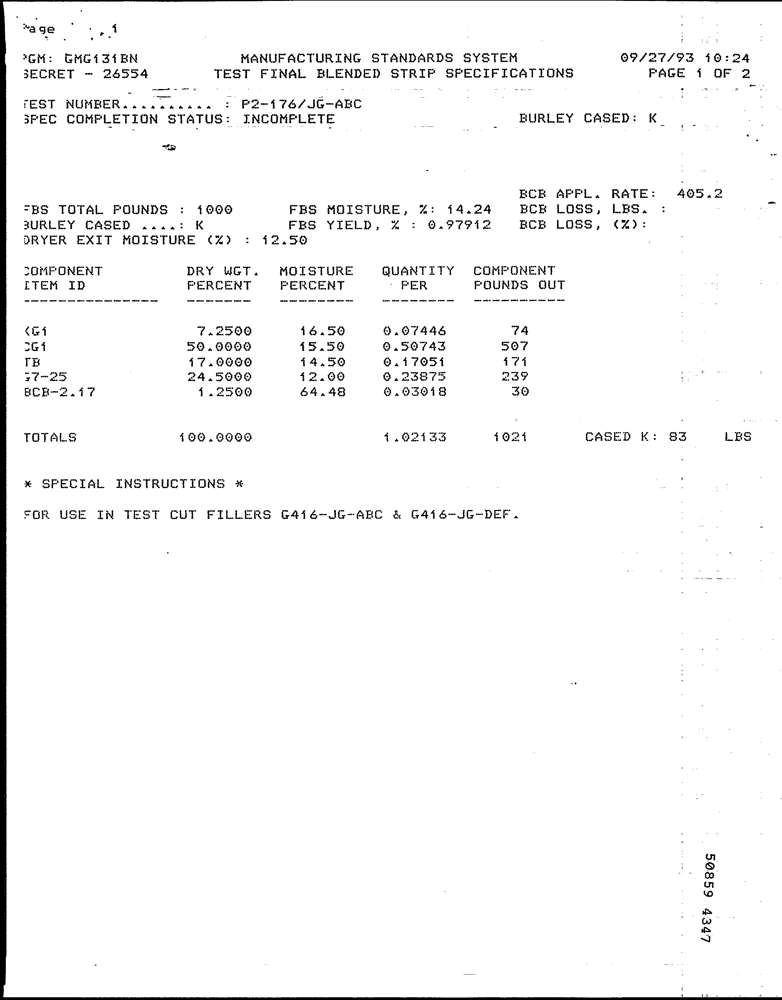 Page 1
PGM: GMG131BN MANUFACTURING STANDARDS SYSTEM 09/27/93 10:24
SECRET - 26554 TEST FINAL BLENDED STRIP SPECIFICATIONS PAGE 1 OF 2
TEST NUMBER.......... : P2-176/JG-ABC
SPEC COMPLETION STATUS: INCOMPLETE BURLEY CASED: K
BCB APPL. RATE: 405.2
FBS TOTAL POUNDS : 1000 FBS MOISTURE, %: 14.24 BCB LOSS, LBS. :
BURLEY CASED ....: K FBS YIELD, % : 0.97912 BCB LOSS, (%):
DRYER EXIT MOISTURE (%) : 12.50
COMPONENT DRY WGT. MOISTURE QUANTITY COMPONENT
ITEM ID PERCENT PERCENT PER POUNDS OUT
--------------- ------- -------- -------- ----------
KG1 7.2500 16.50 0.07446 74
CG1 50.0000 15.50 0.50743 507
TB 17.0000 14.50 0.17051 171
G7-25 24.5000 12.00 0.23875 239
BCB-2.17 1.2500 64.48 0.03018 30
TOTALS 100.0000 1.02133 1021 CASED K: 83 LBS
* SPECIAL INSTRUCTIONS *
FOR USE IN TEST CUT FILLERS G416-JG-ABC & G416-JG-DEF.
50859 4347